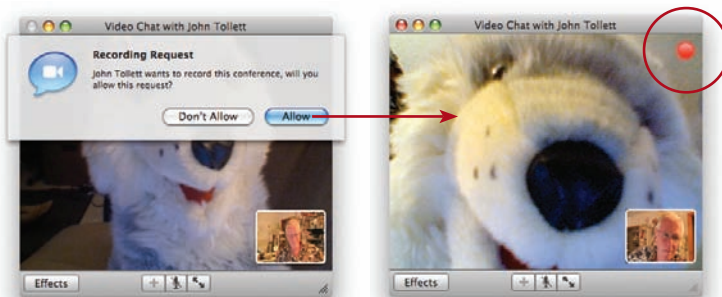 Video Chat with John Tollett
Recording Request
John Tollett wants to record this conference, will you
allow this request?
Don't Allow
Allow
Effects
Video Chat with John Tollett
Effects